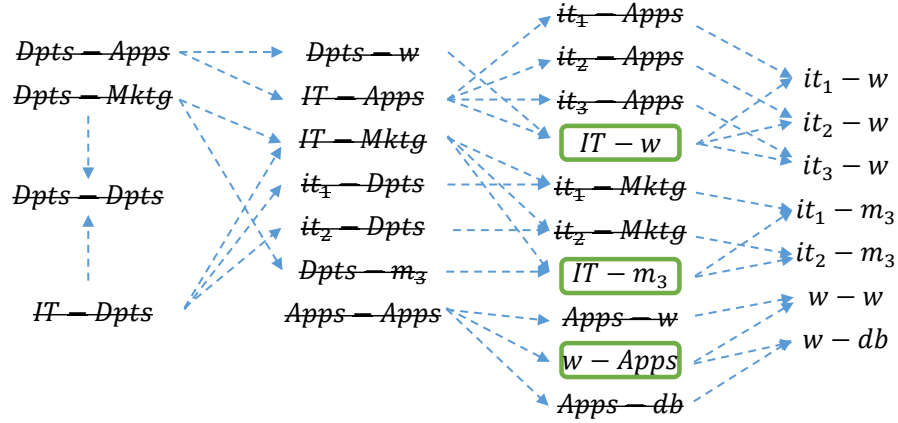 Dpts − Apps
Dpts − Mktg
Dpts − Dpts
IT − Dpts
Dpts − w
IT − Apps
IT − Mktg
it₁ − Dpts
it₂ − Dpts
Dpts − m₃
Apps − Apps
it₁ − Apps
it₂ − Apps
it₃ − Apps
IT − w
it₁ − Mktg
it₂ − Mktg
IT − m₃
Apps − w
w − Apps
Apps − db
it₁ − w
it₂ − w
it₃ − w
it₁ − m₃
it₂ − m₃
w − w
w − db